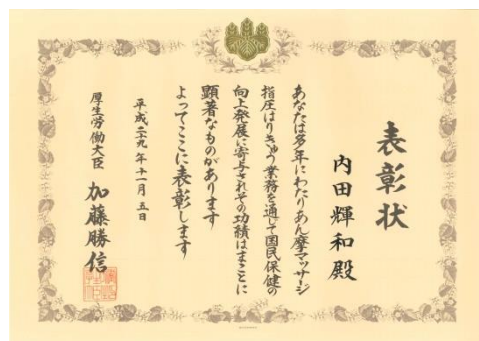 表彰状
内田輝和殿
あなたは多年にわたりあん摩マッサージ
指圧はりきゅう業務を通じて国民保健の
向上発展に寄与されその功績はまことに
顕著なものがあります
よってここに表彰します
平成二十九年十一月五日
厚生労働大臣 加藤勝信